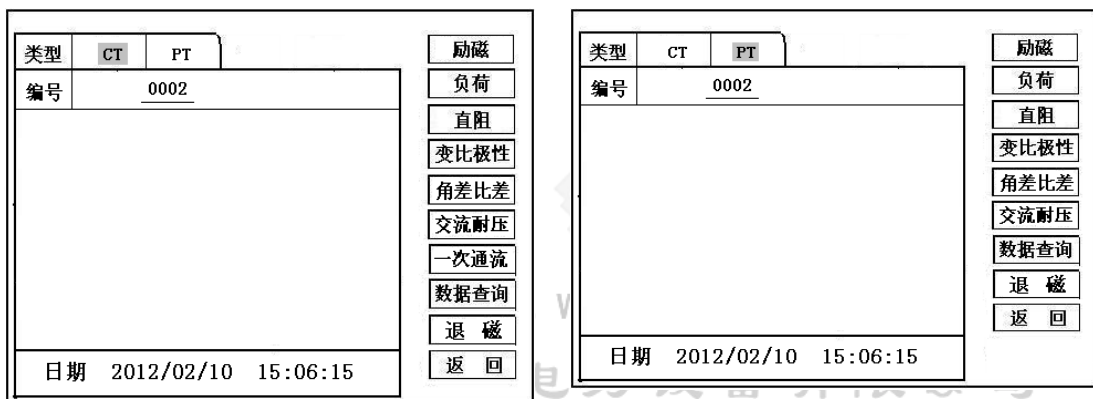 类型 CT PT
编号 0002
励磁
负荷
直阻
变比极性
角差比差
交流耐压
一次通流
数据查询
退 磁
返 回
日期 2012/02/10 15:06:15
类型 CT PT
编号 0002
励磁
负荷
直阻
变比极性
角差比差
交流耐压
数据查询
退 磁
返 回
日期 2012/02/10 15:06:15